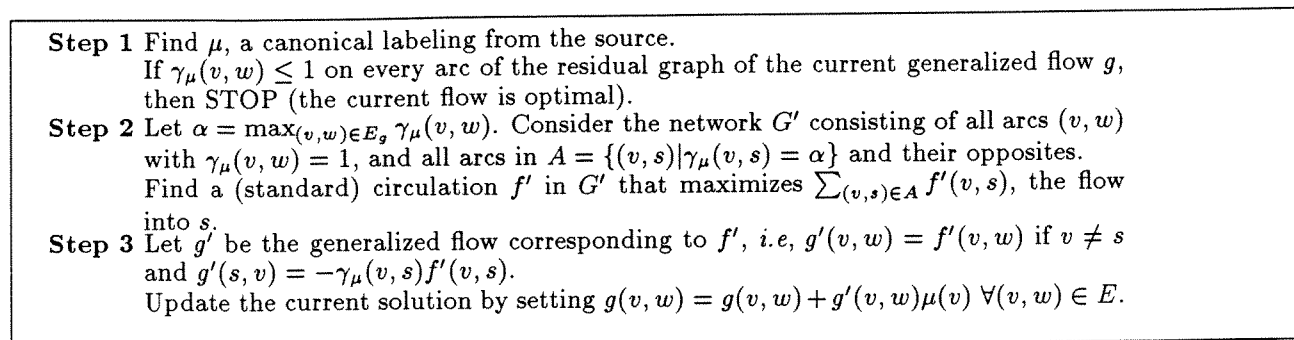 Step 1 Find μ, a canonical labeling from the source.
If γ_μ(v, w) ≤ 1 on every arc of the residual graph of the current generalized flow g,
then STOP (the current flow is optimal).
Step 2 Let α = max_{(v,w)∈E_g} γ_μ(v, w). Consider the network G′ consisting of all arcs (v, w)
with γ_μ(v, w) = 1, and all arcs in A = {(v, s)|γ_μ(v, s) = α} and their opposites.
Find a (standard) circulation f′ in G′ that maximizes ∑_{(v,s)∈A} f′(v, s), the flow
into s.
Step 3 Let g′ be the generalized flow corresponding to f′, i.e, g′(v, w) = f′(v, w) if v ≠ s
and g′(s, v) = −γ_μ(v, s)f′(v, s).
Update the current solution by setting g(v, w) = g(v, w) + g′(v, w)μ(v) ∀(v, w) ∈ E.